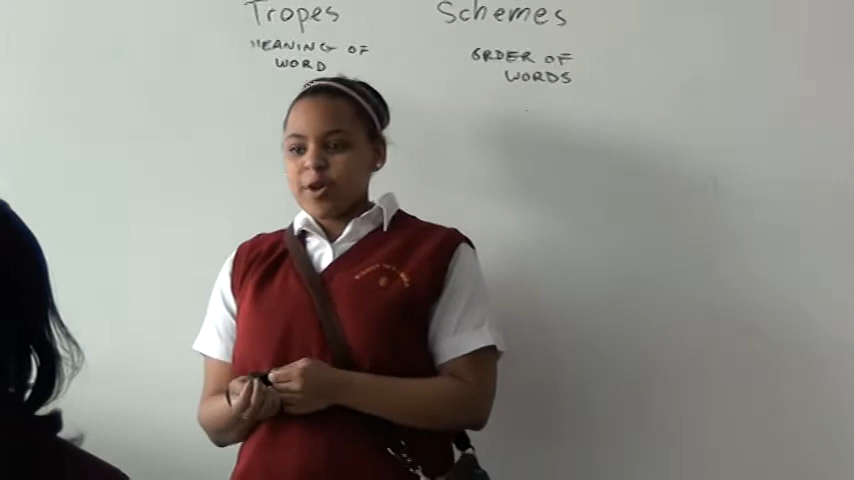 Tropes
MEANING OF
WORD
Schemes
ORDER OF
WORDS